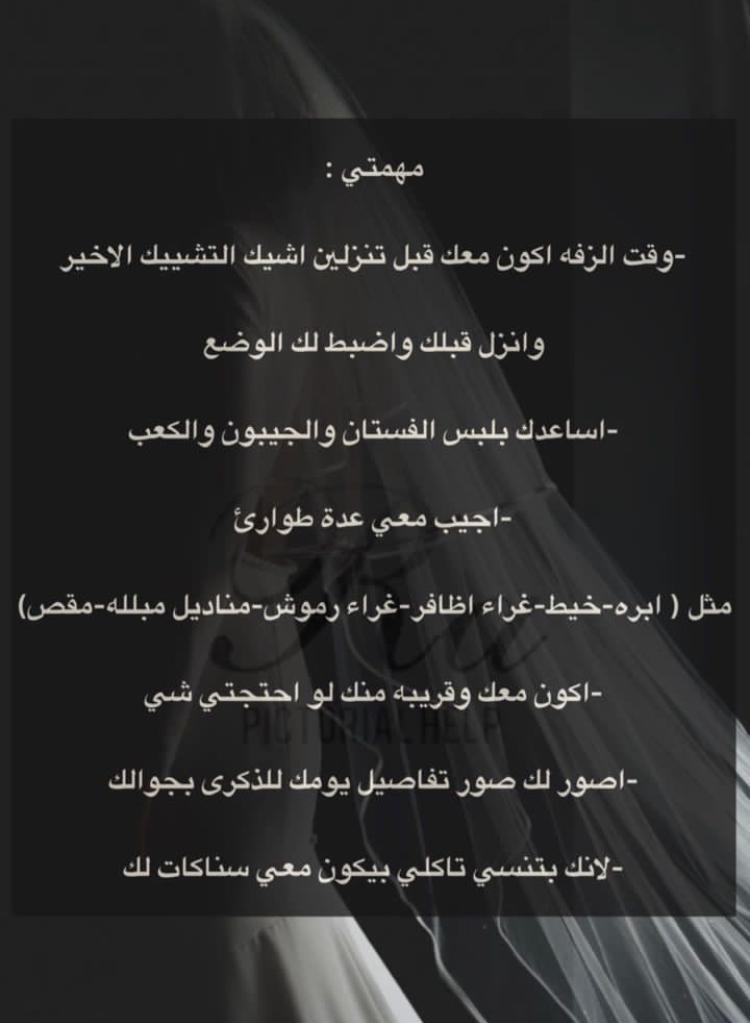 مهمتي :
-وقت الزفه اكون معك قبل تنزلين اشيك التشييك الاخير
وانزل قبلك واضبط لك الوضع
-اساعدك بلبس الفستان والجيبون والكعب
-اجيب معي عدة طوارئ
مثل ( ابره-خيط-غراء اظافر-غراء رموش-مناديل مبلله-مقص)
-اكون معك وقريبه منك لو احتجتي شي
PICTORIAL HELP
-اصور لك صور تفاصيل يومك للذكرى بجوالك
-لانك بتنسي تاكلي بيكون معي سناكات لك